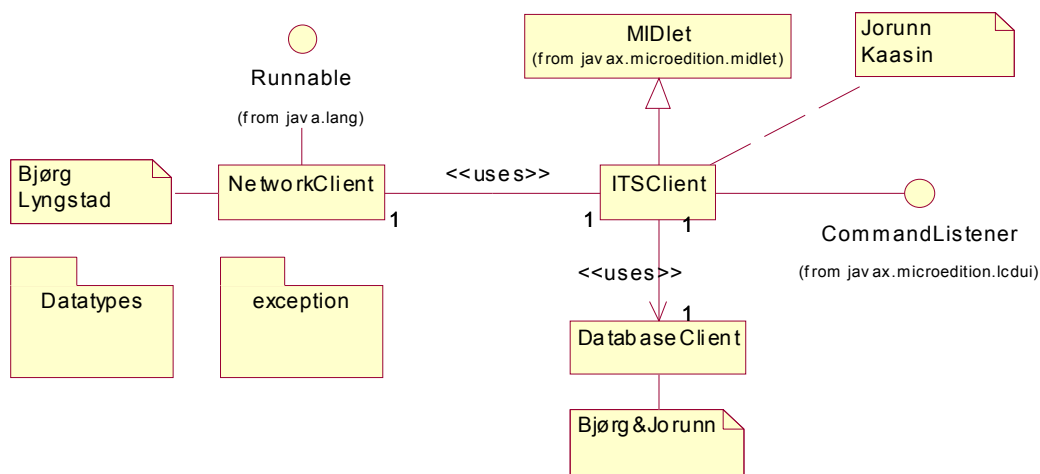 MIDlet
(from javax.microedition.midlet)
Jorunn
Kaasin
Runnable
(from java.lang)
Bjørg
Lyngstad
NetworkClient
<<uses>>
1
1
ITSClient
1
CommandListener
(from javax.microedition.lcdui)
<<uses>>
1
Datatypes
exception
DatabaseClient
Bjørg&Jorunn